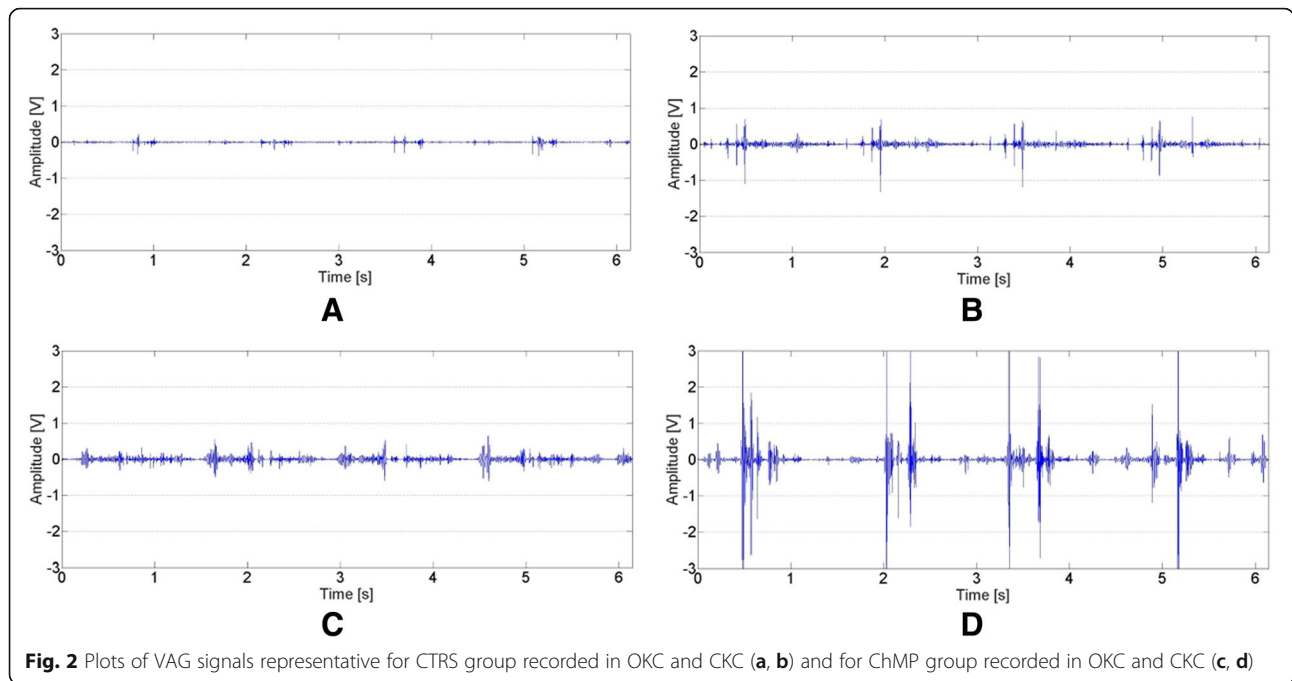 3
2
1
0
-1
-2
-3
Amplitude [V]
0 1 2 3 4 5 6
Time [s]
A
3
2
1
0
-1
-2
-3
Amplitude [V]
0 1 2 3 4 5 6
Time [s]
B
3
2
1
0
-1
-2
-3
Amplitude [V]
0 1 2 3 4 5 6
Time [s]
C
3
2
1
0
-1
-2
-3
Amplitude [V]
0 1 2 3 4 5 6
Time [s]
D
Fig. 2 Plots of VAG signals representative for CTRS group recorded in OKC and CKC (a, b) and for ChMP group recorded in OKC and CKC (c, d)